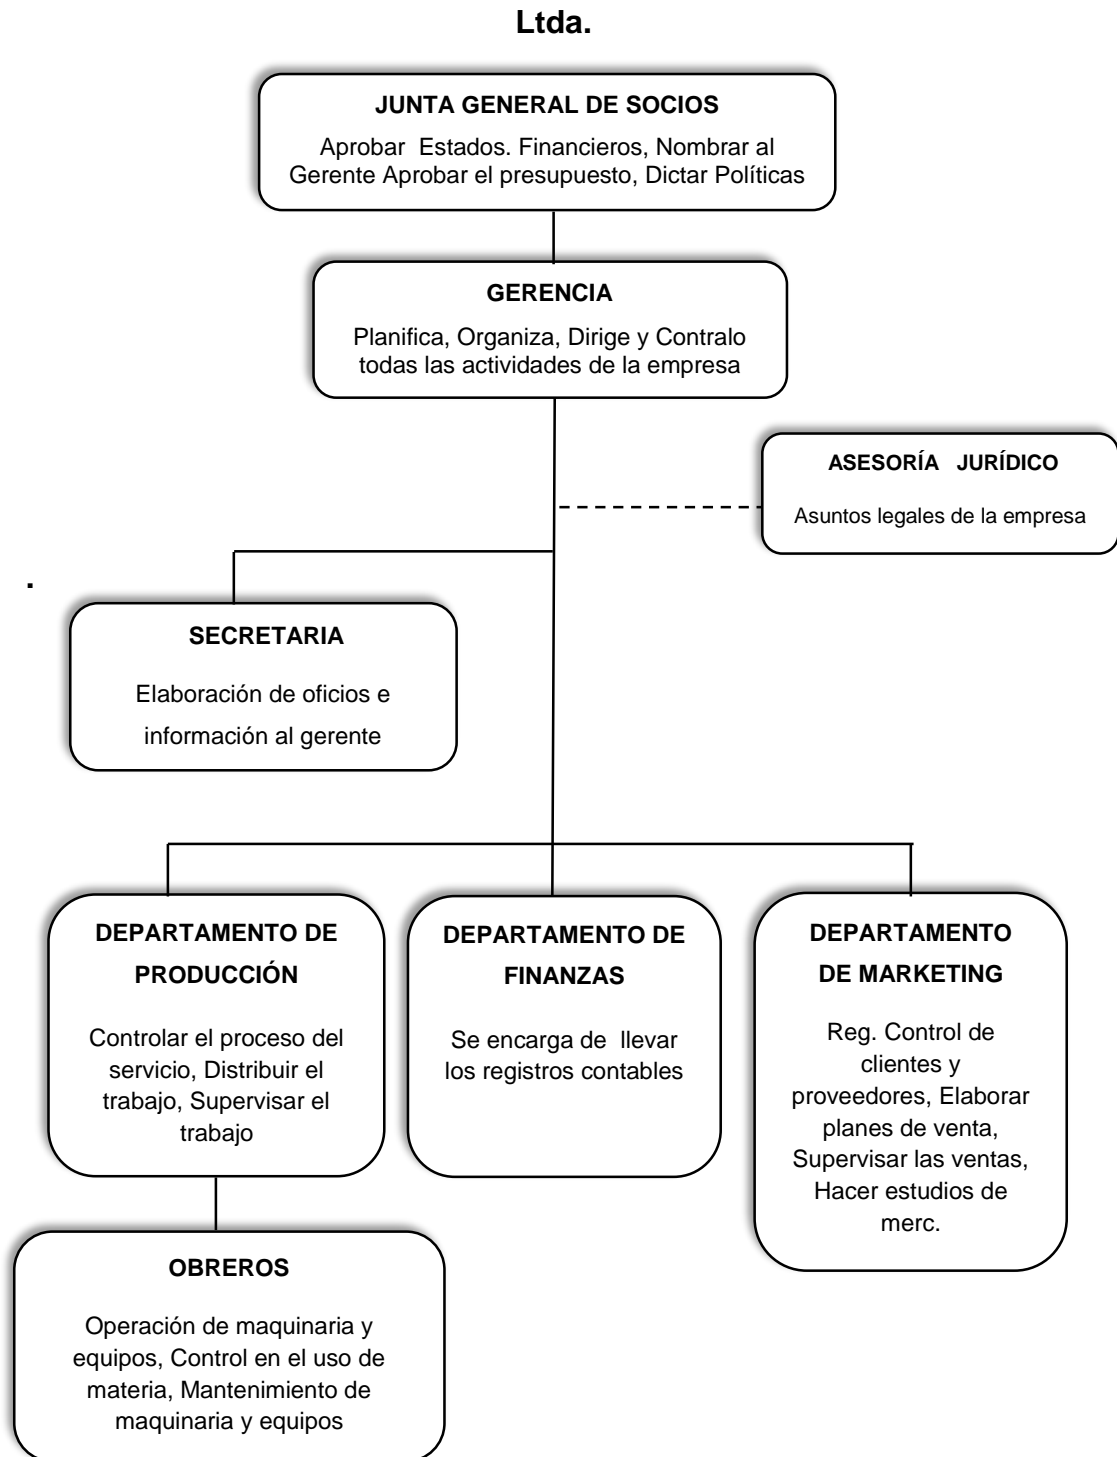 Ltda.
JUNTA GENERAL DE SOCIOS
Aprobar Estados. Financieros, Nombrar al
Gerente Aprobar el presupuesto, Dictar Políticas
GERENCIA
Planifica, Organiza, Dirige y Contralo
todas las actividades de la empresa
ASESORÍA JURÍDICO
Asuntos legales de la empresa
.
SECRETARIA
Elaboración de oficios e
información al gerente
DEPARTAMENTO DE
PRODUCCIÓN
Controlar el proceso del
servicio, Distribuir el
trabajo, Supervisar el
trabajo
DEPARTAMENTO DE
FINANZAS
Se encarga de llevar
los registros contables
DEPARTAMENTO
DE MARKETING
Reg. Control de
clientes y
proveedores, Elaborar
planes de venta,
Supervisar las ventas,
Hacer estudios de
merc.
OBREROS
Operación de maquinaria y
equipos, Control en el uso de
materia, Mantenimiento de
maquinaria y equipos